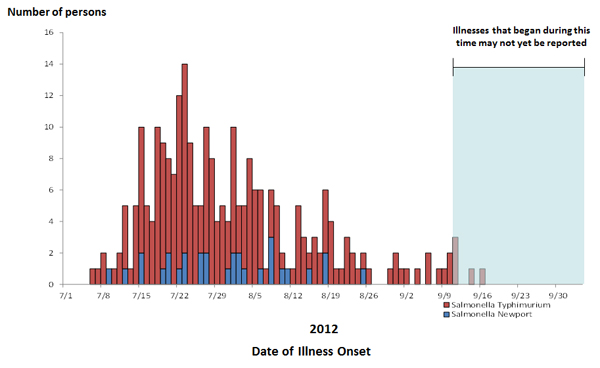 Number of persons
Illnesses that began during this
time may not yet be reported
16
14
12
10
8
6
4
2
0
7/1 7/8 7/15 7/22 7/29 8/5 8/12 8/19 8/26 9/2 9/9 9/16 9/23 9/30
Salmonella Typhimurium
Salmonella Newport
2012
Date of Illness Onset